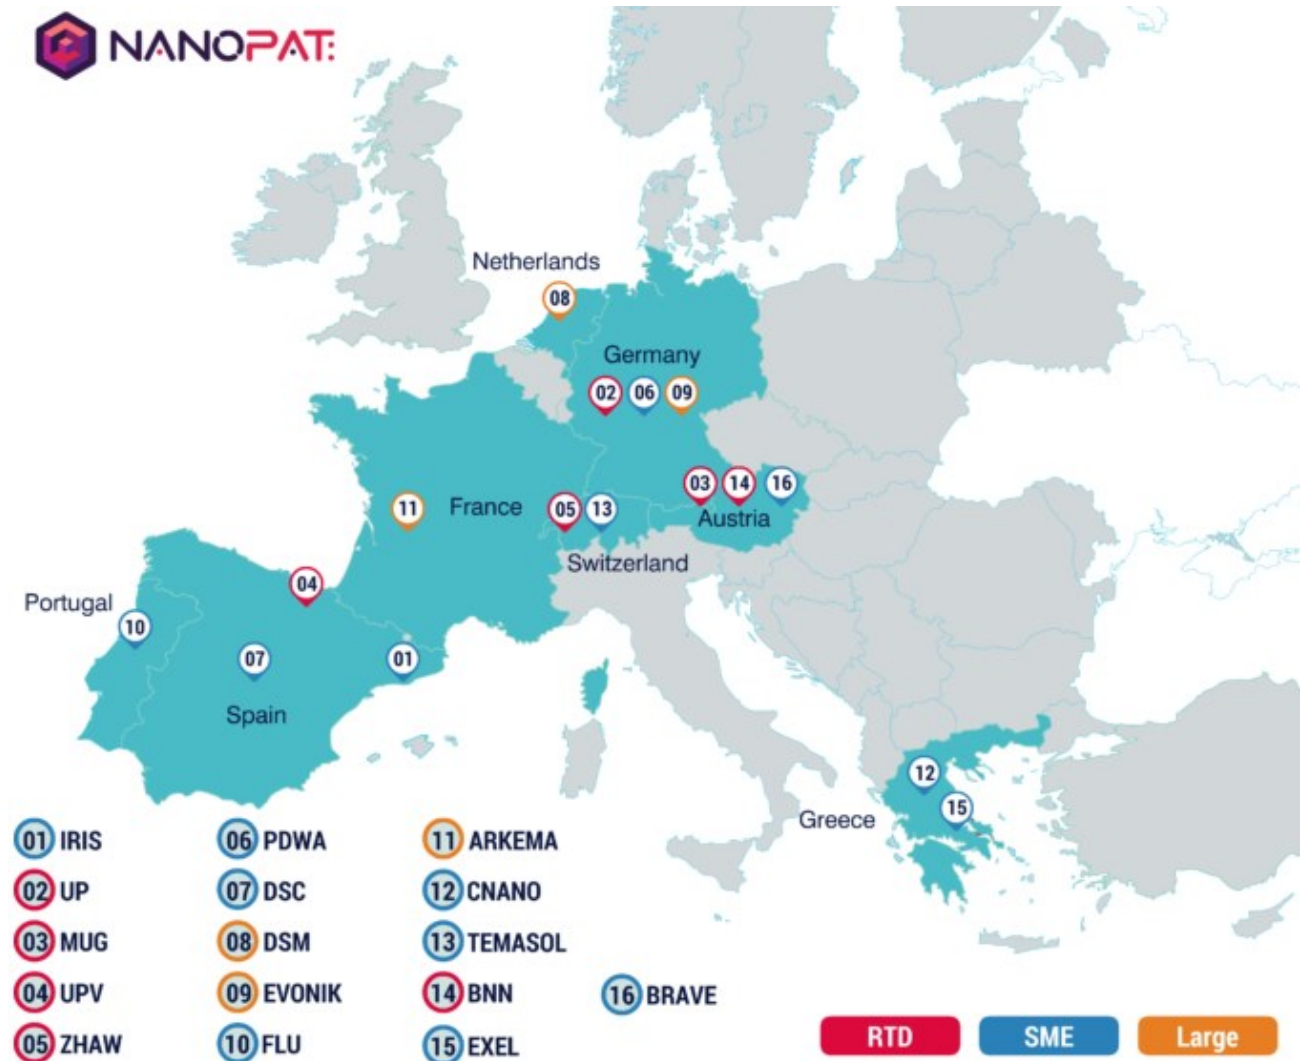 NANOPAT:
Netherlands
08
Germany
02 06 09
03 14 16
Austria
11
France
05 13
Switzerland
04
Portugal
10
07
01
Spain
12
15
Greece
01 IRIS
02 UP
03 MUG
04 UPV
05 ZHAW
06 PDWA
07 DSC
08 DSM
09 EVONIK
10 FLU
11 ARKEMA
12 CNANO
13 TEMASOL
14 BNN
15 EXEL
16 BRAVE
RTD
SME
Large